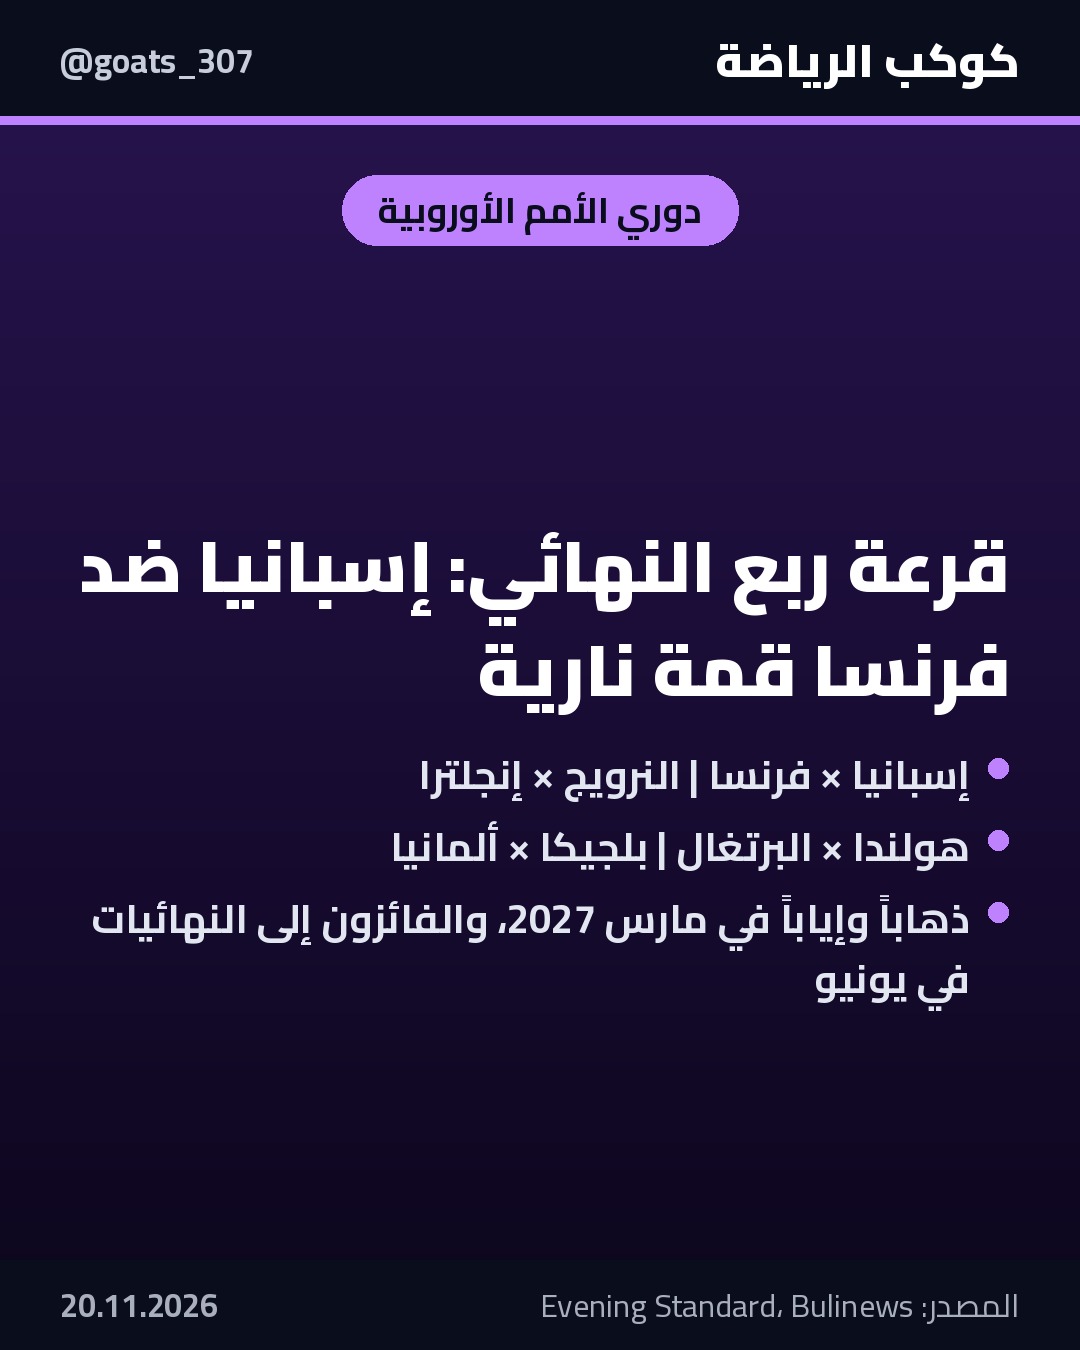 كوكب الرياضة
@goats_307
دوري الأمم الأوروبية
قرعة ربع النهائي: إسبانيا ضد
فرنسا قمة نارية
إسبانيا × فرنسا | النرويج × إنجلترا
هولندا × البرتغال | بلجيكا × ألمانيا
ذهاباً وإياباً في مارس 2027، والفائزون إلى النهائيات
في يونيو
المصدر: Evening Standard، Bulinews
20.11.2026